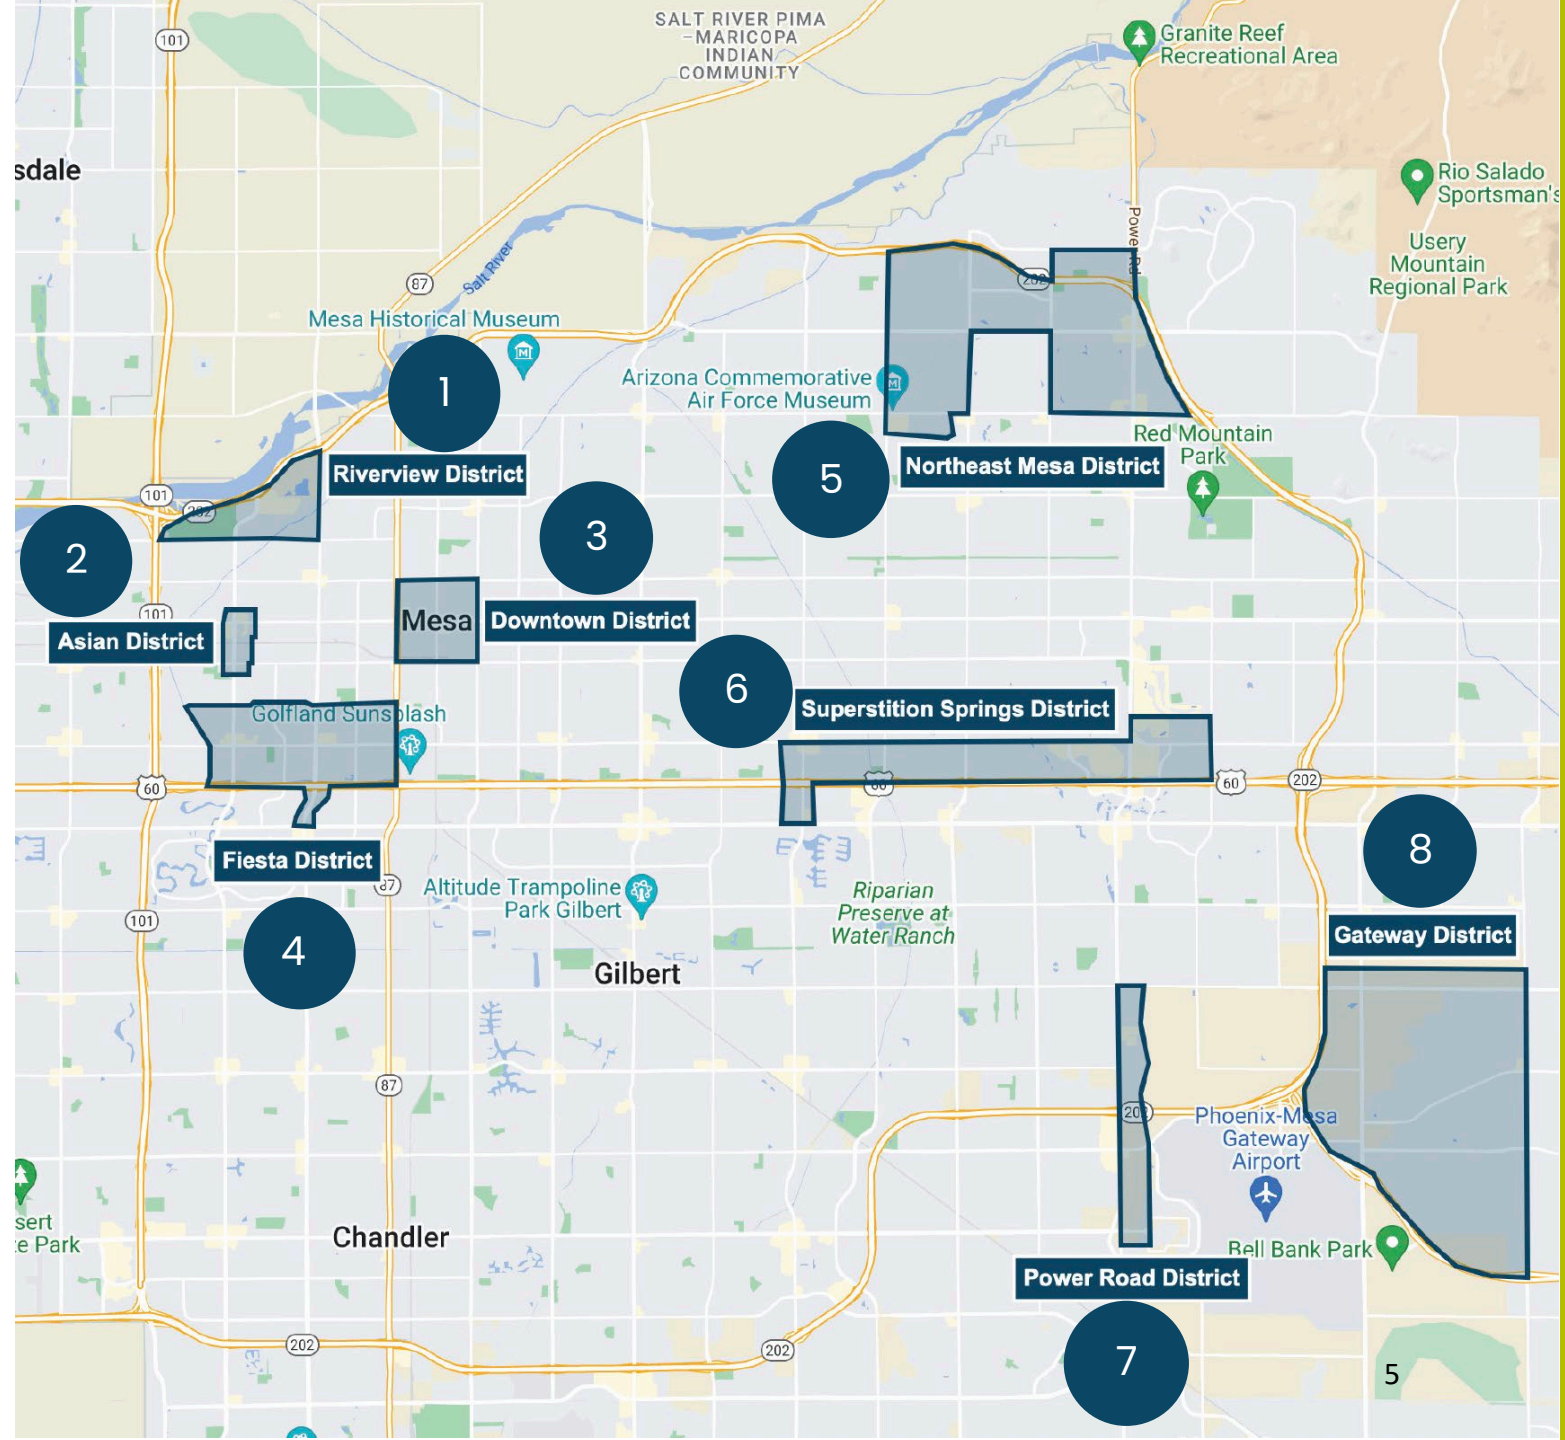 SALT RIVER PIMA
-MARICOPA
INDIAN
COMMUNITY
Granite Reef
Recreational Area
101
sdale
Rio Salado
Sportsman's
Power Rd
Usery
Mountain
Regional Park
87
Salt River
202
Mesa Historical Museum
1
Arizona Commemorative
Air Force Museum
Red Mountain
Park
5
Northeast Mesa District
Riverview District
101
202
2
3
101
Asian District
Mesa
Downtown District
6
Superstition Springs District
Golfland Sunsplash
60
60
60
202
8
Fiesta District
87
Altitude Trampoline
Park Gilbert
Riparian
Preserve at
Water Ranch
101
4
Gateway District
Gilbert
87
202
Phoenix-Mesa
Gateway
Airport
sert
te Park
Chandler
Bell Bank Park
Power Road District
202
202
7
5